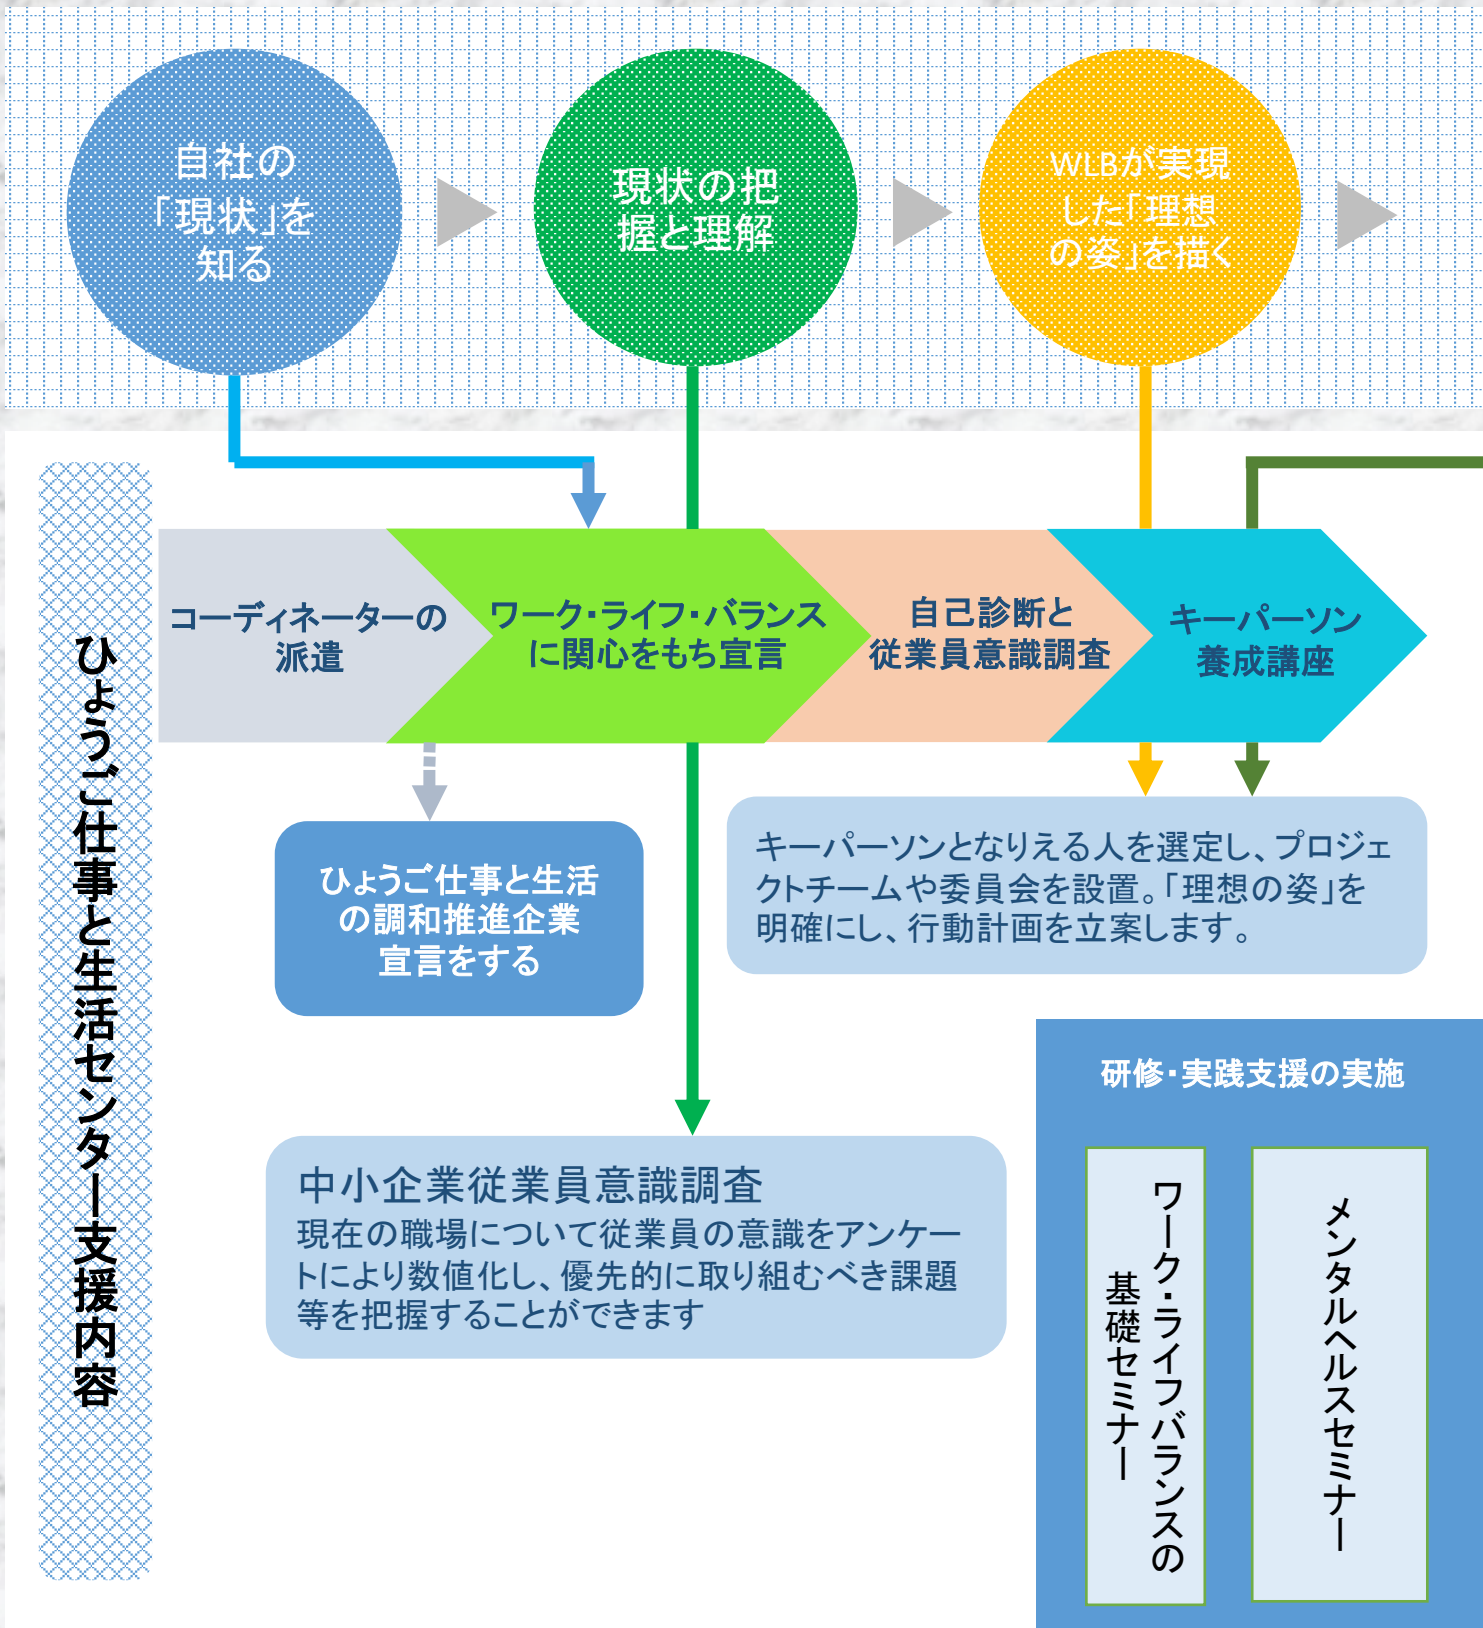 自社の
「現状」を
知る
現状の把
握と理解
WLBが実現
した「理想
の姿」を描く
ひょうご仕事と生活センター支援内容
コーディネーターの
派遣
ワーク・ライフ・バランス
に関心をもち宣言
自己診断と
従業員意識調査
キーパーソン
養成講座
ひょうご仕事と生活
の調和推進企業
宣言をする
キーパーソンとなりえる人を選定し、プロジェ
クトチームや委員会を設置。「理想の姿」を
明確にし、行動計画を立案します。
中小企業従業員意識調査
現在の職場について従業員の意識をアンケー
トにより数値化し、優先的に取り組むべき課題
等を把握することができます
研修・実践支援の実施
ワーク・ライフバランスの
基礎セミナー
メンタルヘルスセミナー